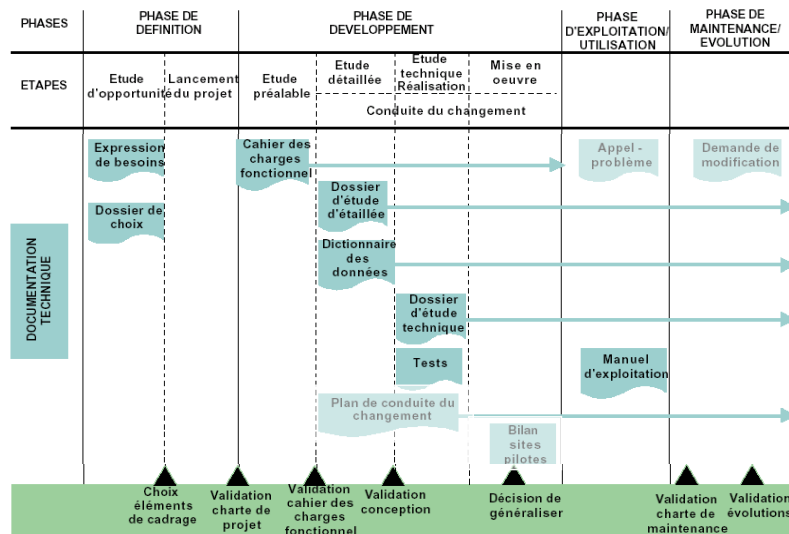 PHASES
PHASE DE
DEFINITION
PHASE DE
DEVELOPPEMENT
PHASE
D'EXPLOITATION/
UTILISATION
PHASE DE
MAINTENANCE/
EVOLUTION
ETAPES
Etude
d'opportunité
Lancement
du projet
Etude
préalable
Etude
détaillée
Etude
technique
Réalisation
Mise en
oeuvre
Conduite du changement
DOCUMENTATION
TECHNIQUE
Expression
de besoins
Cahier des
charges
fonctionnel
Appel -
problème
Demande de
modification
Dossier de
choix
Dossier
d'étude
d'étaillée
Dictionnaire
des
données
Dossier
d'étude
technique
Tests
Manuel
d'exploitation
Plan de conduite du
changement
Bilan
sites
pilotes
Choix
éléments
de cadrage
Validation
charte de
projet
Validation
cahier des
charges
fonctionnel
Validation
conception
Décision de
généraliser
Validation
charte de
maintenance
Validation
évolutions